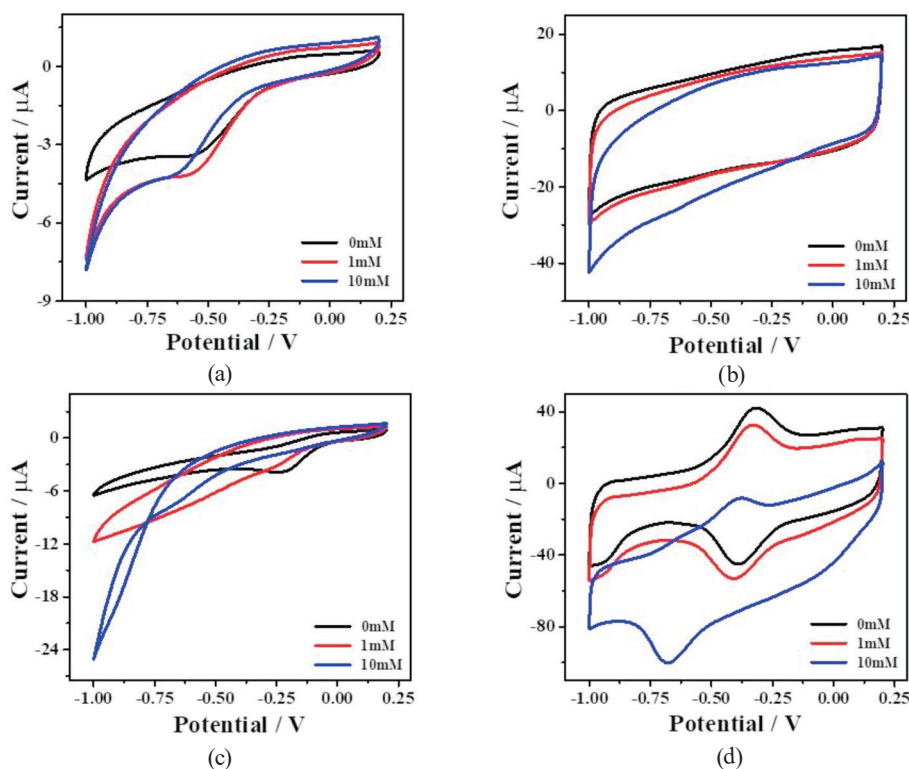 0
-3
-6
-9
Current / μA
0mM
1mM
10mM
-1.00 -0.75 -0.50 -0.25 0.00 0.25
Potential / V
(a)
20
0
-20
-40
Current / μA
0mM
1mM
10mM
-1.00 -0.75 -0.50 -0.25 0.00 0.25
Potential / V
(b)
0
-6
-12
-18
-24
Current / μA
0mM
1mM
10mM
-1.00 -0.75 -0.50 -0.25 0.00 0.25
Potential / V
(c)
40
0
-40
-80
Current / μA
0mM
1mM
10mM
-1.00 -0.75 -0.50 -0.25 0.00 0.25
Potential / V
(d)